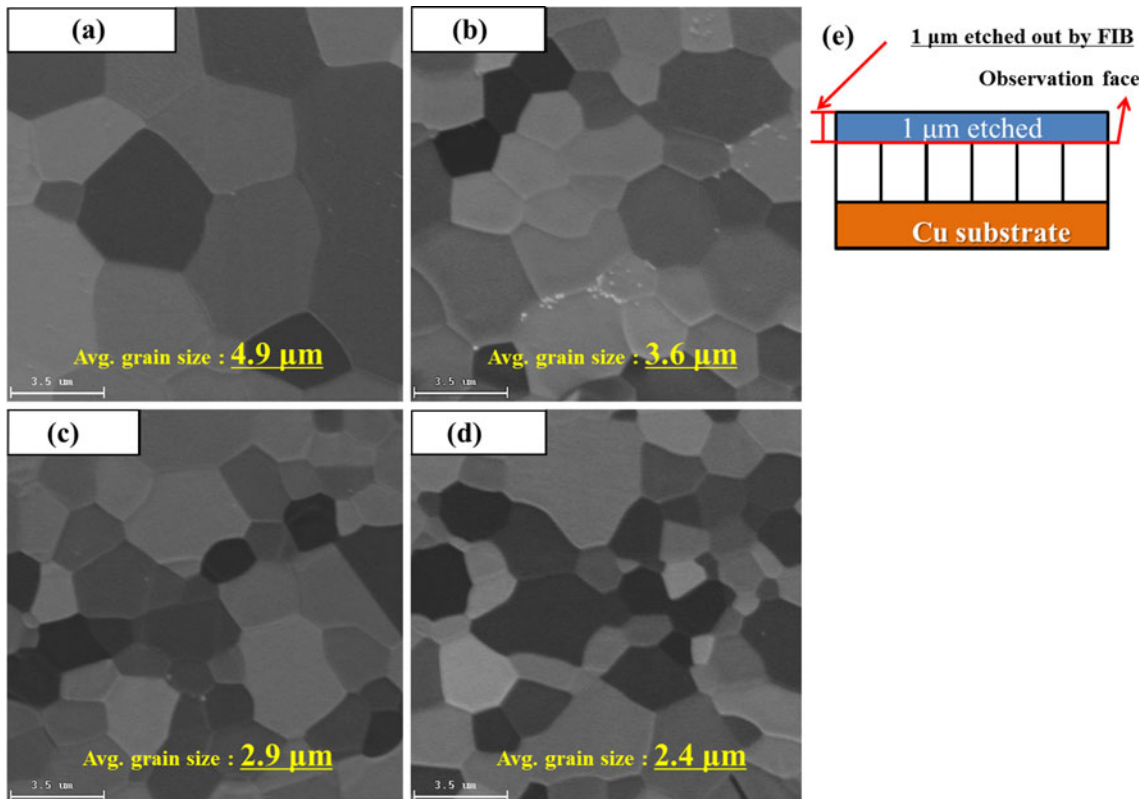 (a)
Avg. grain size : 4.9 μm
3.5 um
(b)
Avg. grain size : 3.6 μm
3.5 um
(c)
Avg. grain size : 2.9 μm
3.5 um
(d)
Avg. grain size : 2.4 μm
3.5 um
(e)
1 μm etched out by FIB
Observation face
1 μm etched
Cu substrate